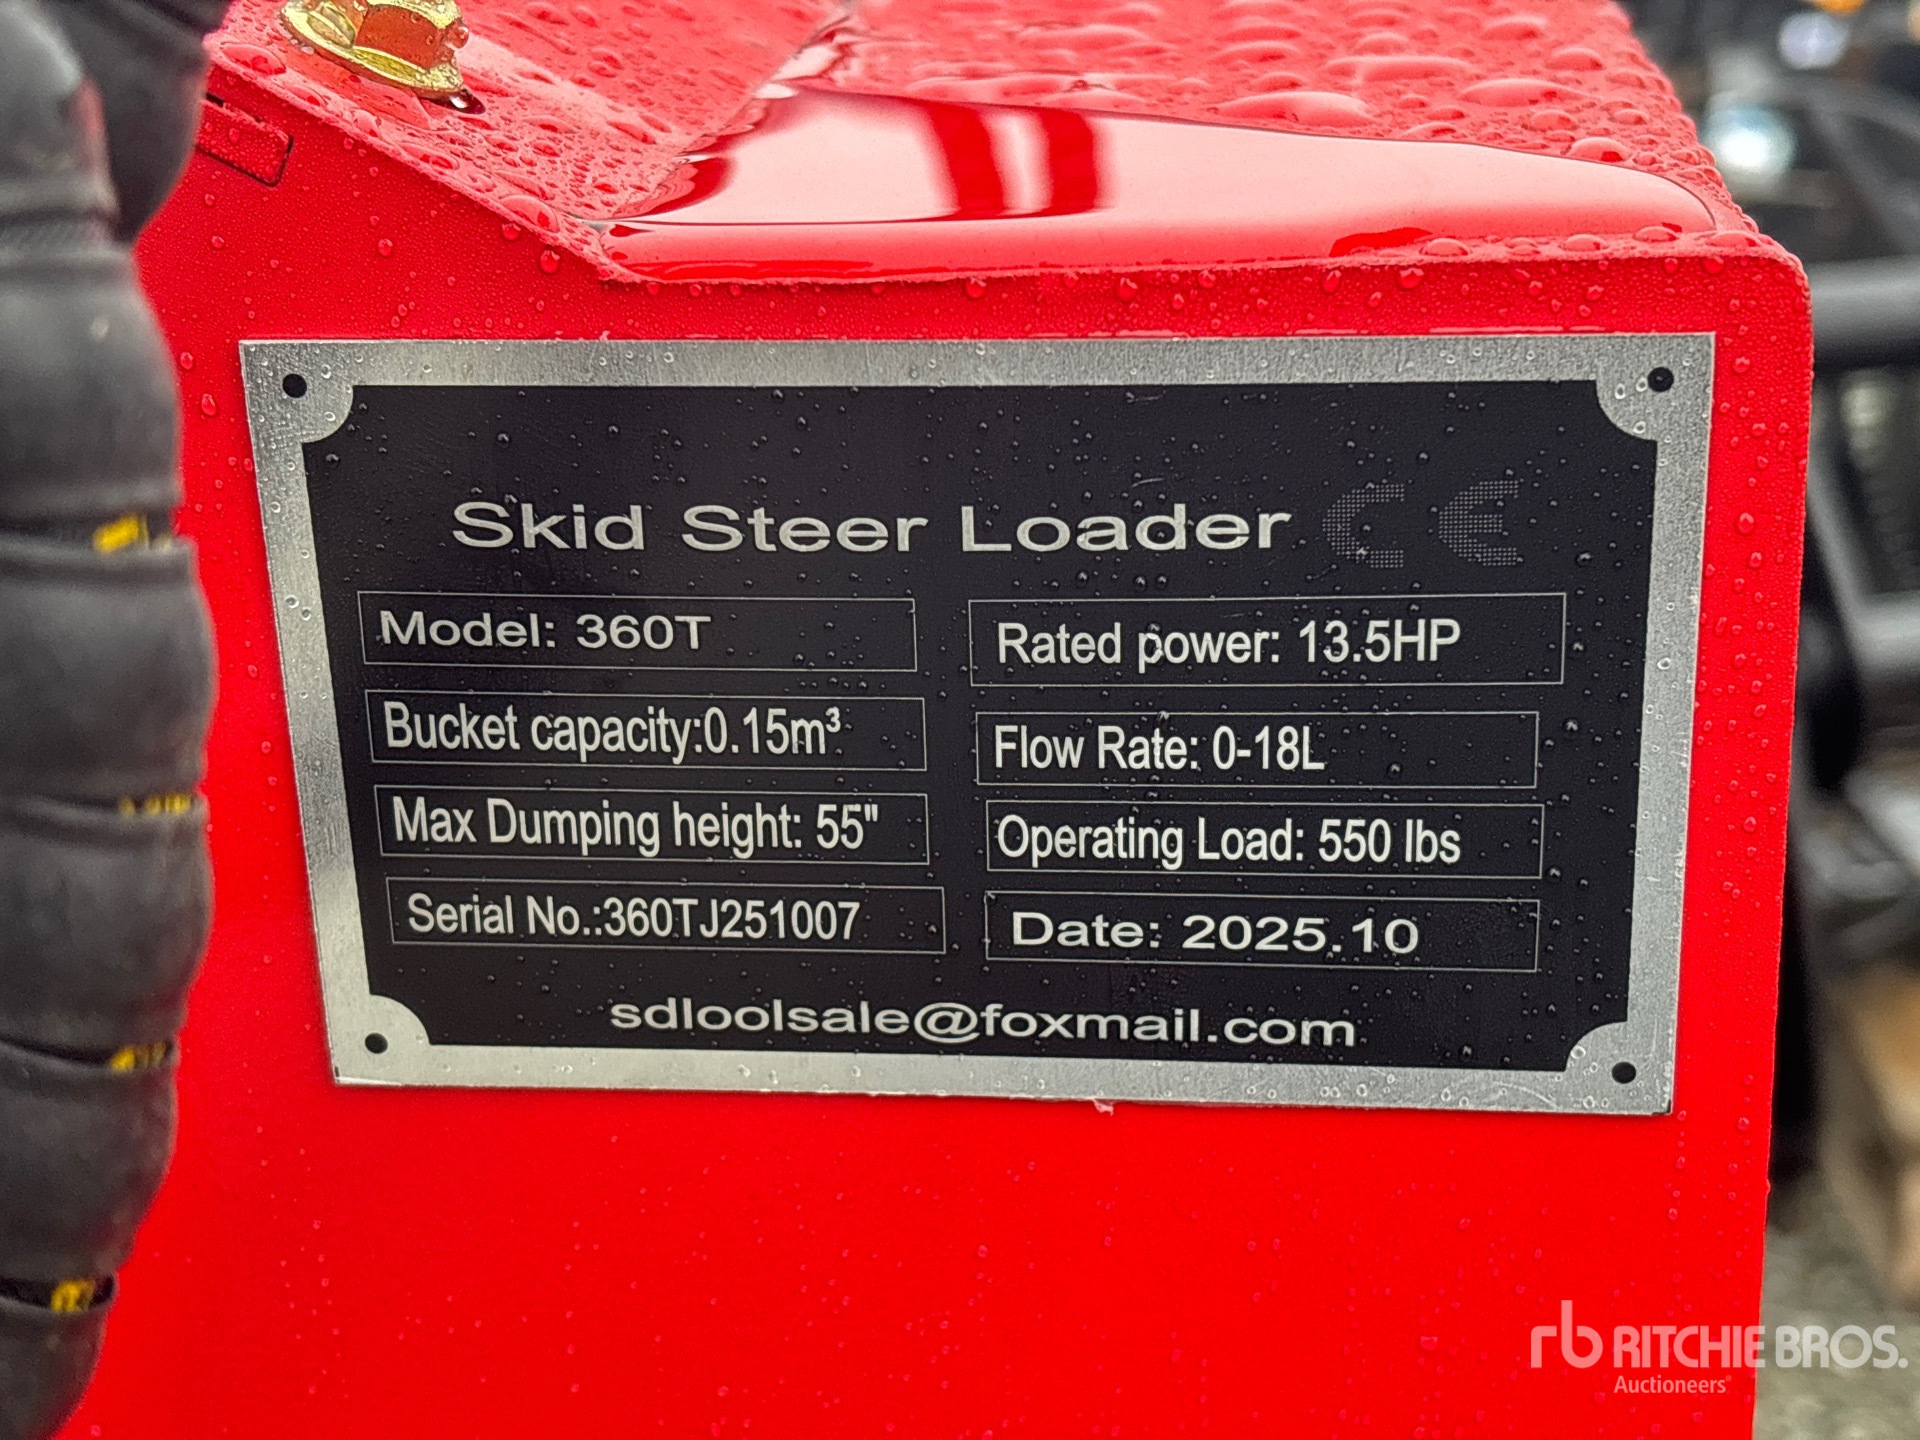 Skid Steer Loader CE
Model: 360T
Rated power: 13.5HP
Bucket capacity:0.15m³
Flow Rate: 0-18L
Max Dumping height: 55"
Operating Load: 550 lbs
Serial No.:360TJ251007
Date: 2025.10
sdloolsale@foxmail.com
rb RITCHIE BROS.
Auctioneers